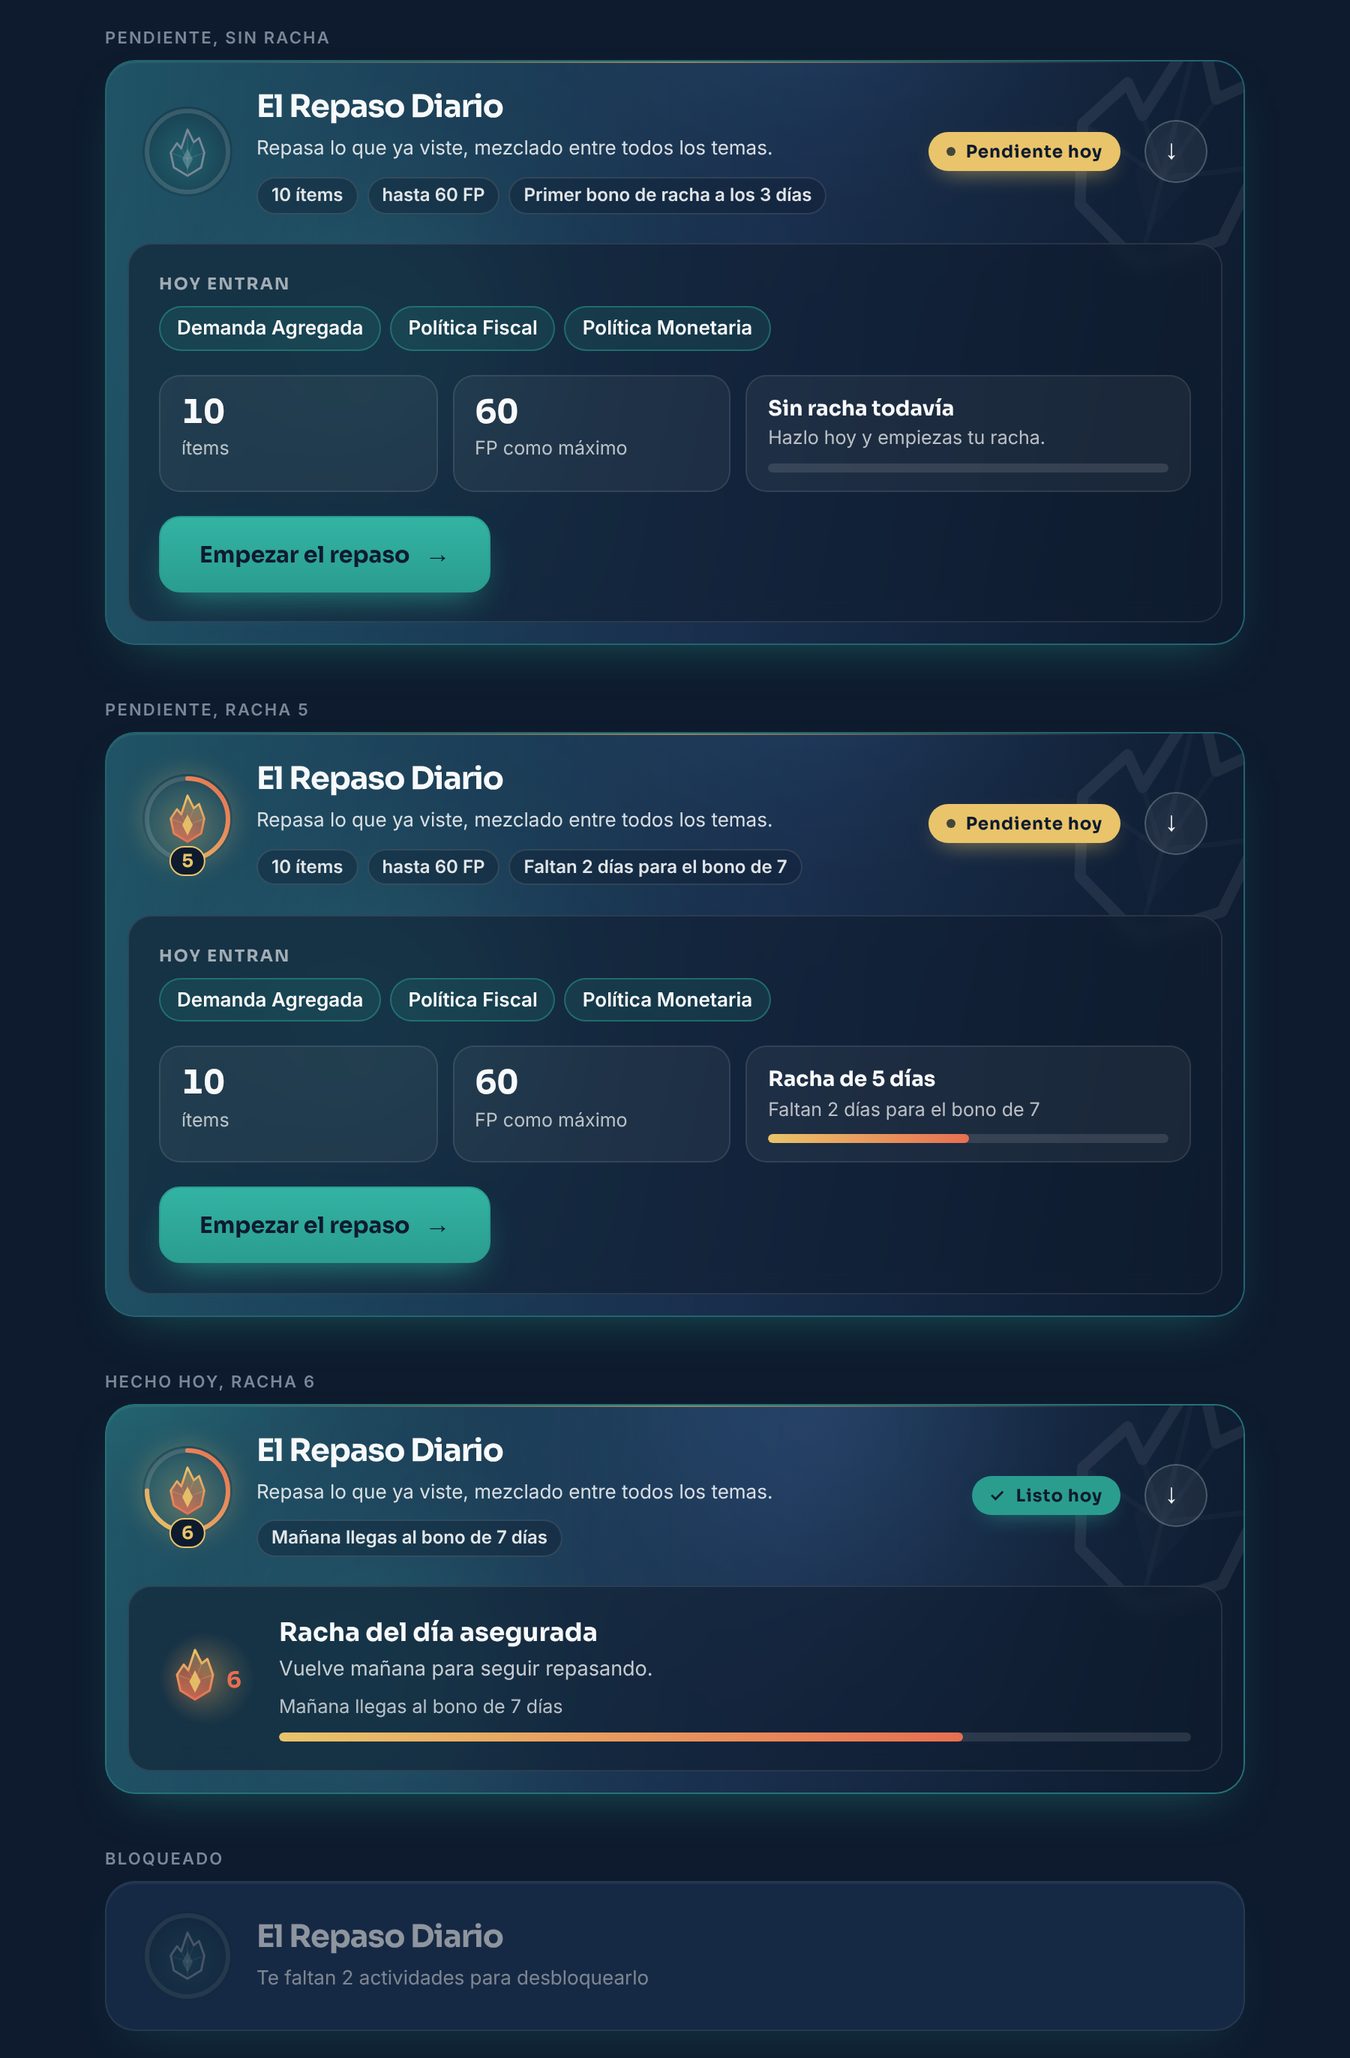 PENDIENTE, SIN RACHA
El Repaso Diario
Repasa lo que ya viste, mezclado entre todos los temas.
10 ítems
hasta 60 FP
Primer bono de racha a los 3 días
Pendiente hoy
↓
HOY ENTRAN
Demanda Agregada
Política Fiscal
Política Monetaria
10
ítems
60
FP como máximo
Sin racha todavía
Hazlo hoy y empiezas tu racha.
Empezar el repaso →
PENDIENTE, RACHA 5
5
El Repaso Diario
Repasa lo que ya viste, mezclado entre todos los temas.
10 ítems
hasta 60 FP
Faltan 2 días para el bono de 7
Pendiente hoy
↓
HOY ENTRAN
Demanda Agregada
Política Fiscal
Política Monetaria
10
ítems
60
FP como máximo
Racha de 5 días
Faltan 2 días para el bono de 7
Empezar el repaso →
HECHO HOY, RACHA 6
6
El Repaso Diario
Repasa lo que ya viste, mezclado entre todos los temas.
Mañana llegas al bono de 7 días
✓ Listo hoy
↓
6
Racha del día asegurada
Vuelve mañana para seguir repasando.
Mañana llegas al bono de 7 días
BLOQUEADO
El Repaso Diario
Te faltan 2 actividades para desbloquearlo